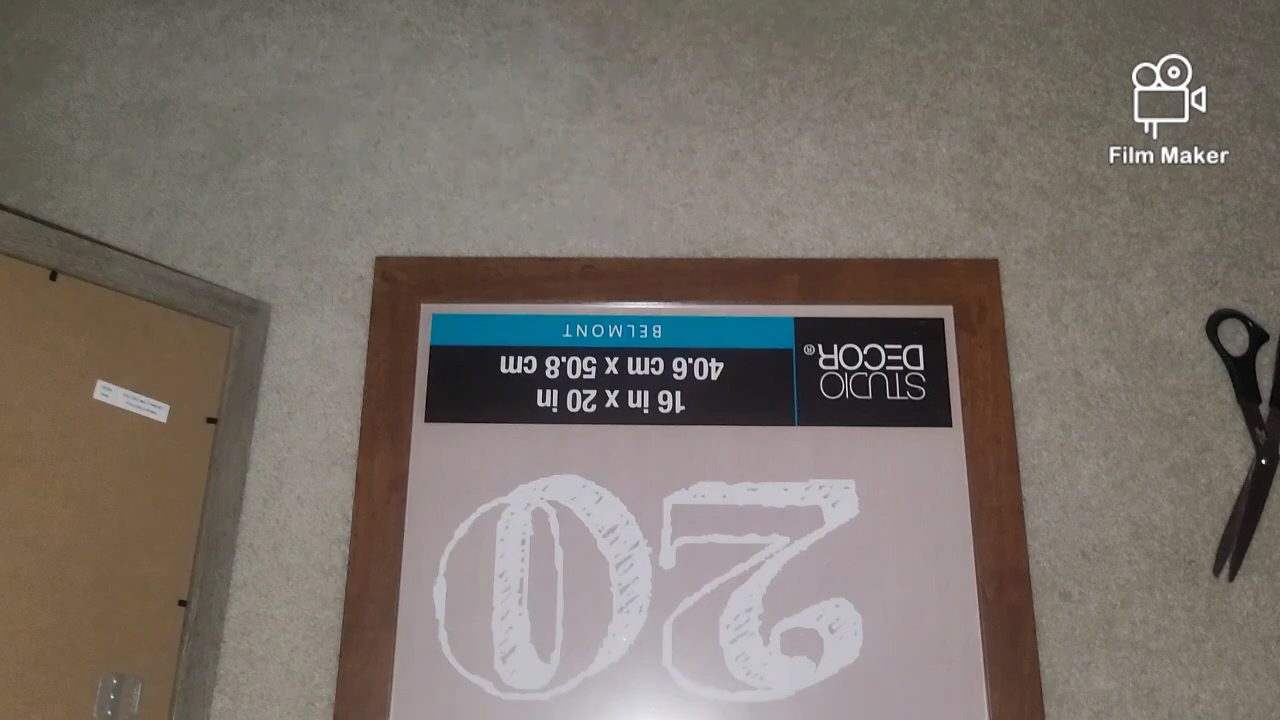 Film Maker
STUDIO
DECOR®
16 in x 20 in
40.6 cm x 50.8 cm
BELMONT
20